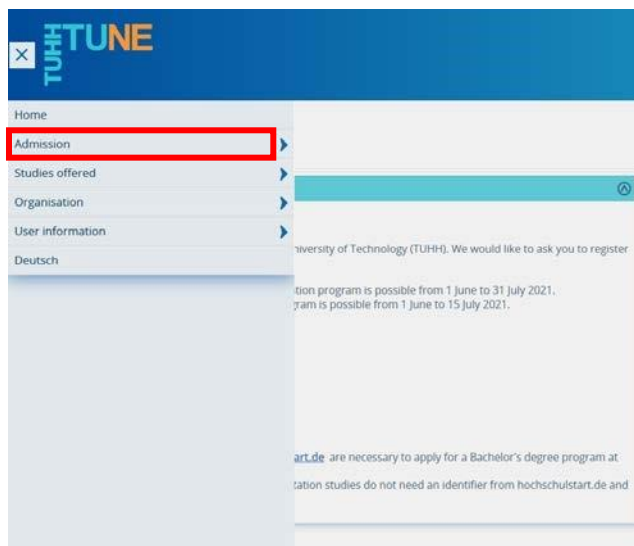 TUHH
TUNE
Home
Admission
Studies offered
Organisation
User information
Deutsch
niversity of Technology (TUHH). We would like to ask you to register
tion program is possible from 1 June to 31 July 2021.
ram is possible from 1 June to 15 July 2021.
art.de are necessary to apply for a Bachelor's degree program at
tation studies do not need an identifier from hochschulstart.de and